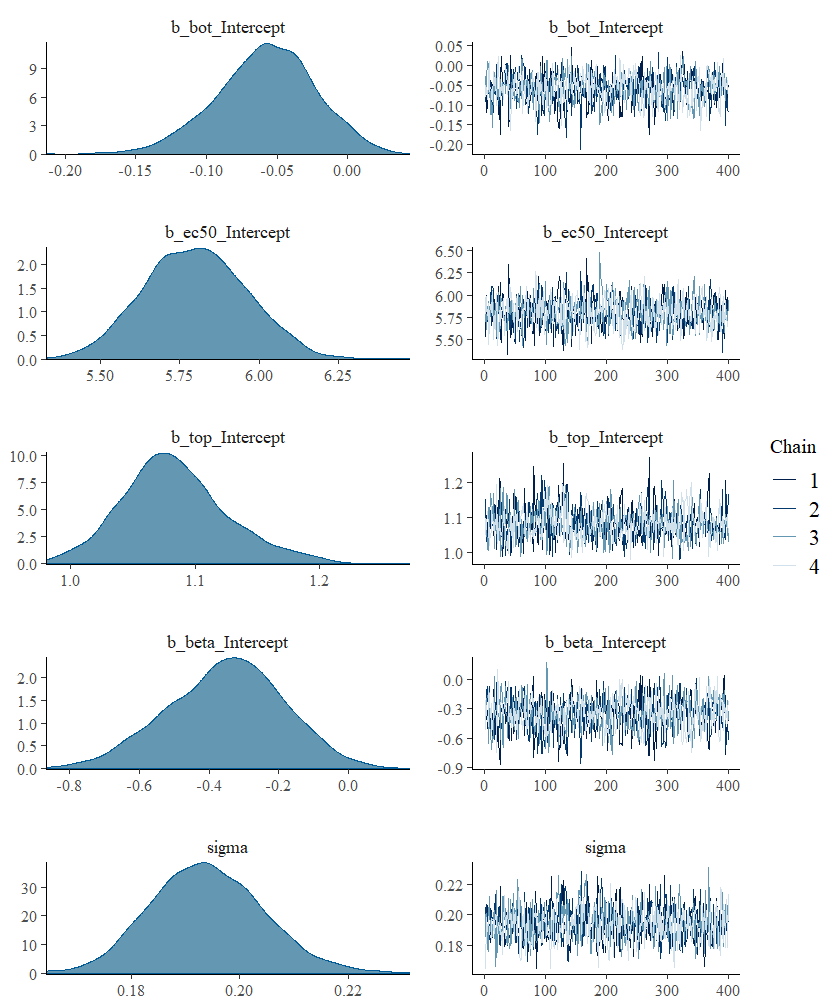 b_bot_Intercept b_bot_Intercept
9 6 3 0
-0.20 -0.15 -0.10 -0.05 0.00
0.05 0.00 -0.05 -0.10 -0.15 -0.20
0 100 200 300 400
b_ec50_Intercept b_ec50_Intercept
2.0 1.5 1.0 0.5 0.0
5.50 5.75 6.00 6.25
6.50 6.25 6.00 5.75 5.50
0 100 200 300 400
b_top_Intercept b_top_Intercept
10.0 7.5 5.0 2.5 0.0
1.0 1.1 1.2
1.2 1.1 1.0
0 100 200 300 400
b_beta_Intercept b_beta_Intercept
2.0 1.5 1.0 0.5 0.0
-0.8 -0.6 -0.4 -0.2 0.0
0.0 -0.3 -0.6 -0.9
0 100 200 300 400
sigma sigma
30 20 10 0
0.18 0.20 0.22
0.22 0.20 0.18
0 100 200 300 400
Chain
1
2
3
4